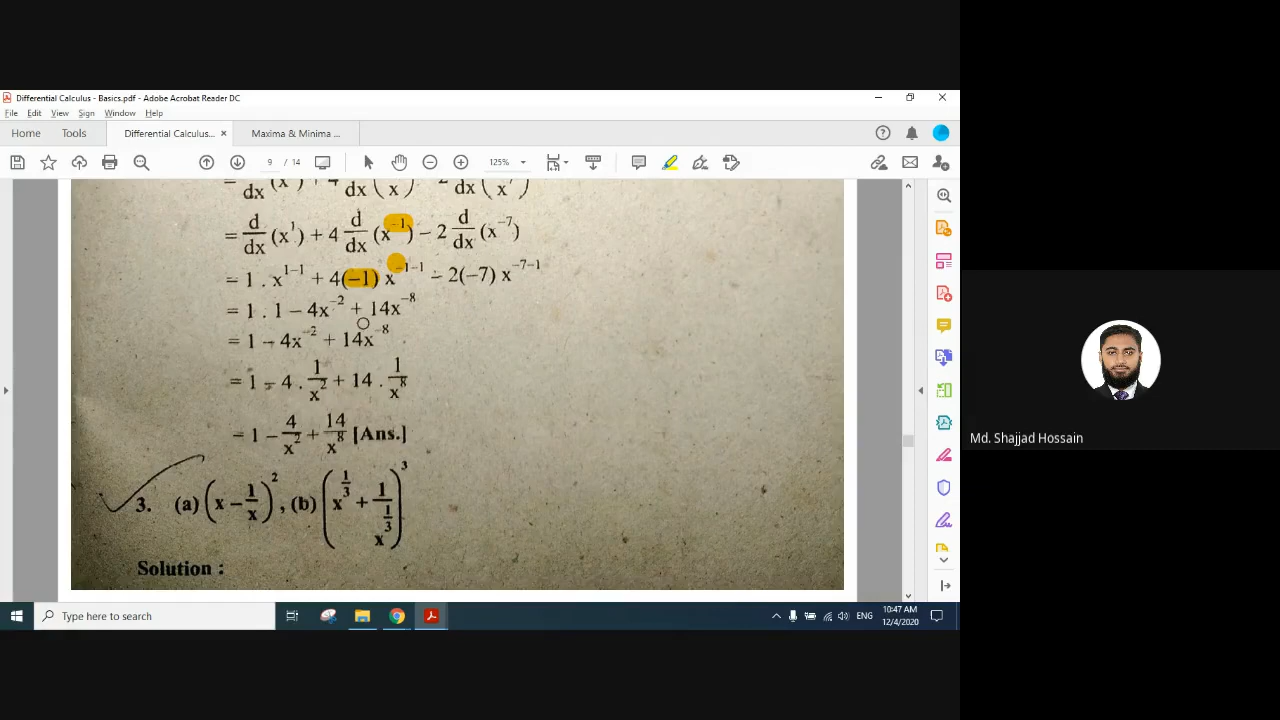 Differential Calculus - Basics.pdf - Adobe Acrobat Reader DC
File Edit View Sign Window Help
Home Tools Differential Calculus... × Maxima & Minima ...
9 / 14 125%
= d/dx (x¹) + 4 d/dx (x⁻¹) − 2 d/dx (x⁻⁷)
= 1 . x¹⁻¹ + 4(−1) x⁻¹⁻¹ − 2(−7) x⁻⁷⁻¹
= 1 . 1 − 4x⁻² + 14x⁻⁸
= 1 − 4x⁻² + 14x⁻⁸
= 1 − 4 . 1/x² + 14 . 1/x⁸
= 1 − 4/x² + 14/x⁸ [Ans.]
3. (a) (x − 1/x)², (b) (x^(1/3) + 1/x^(1/3))³
Solution :
Md. Shajjad Hossain
Type here to search
ENG
10:47 AM
12/4/2020